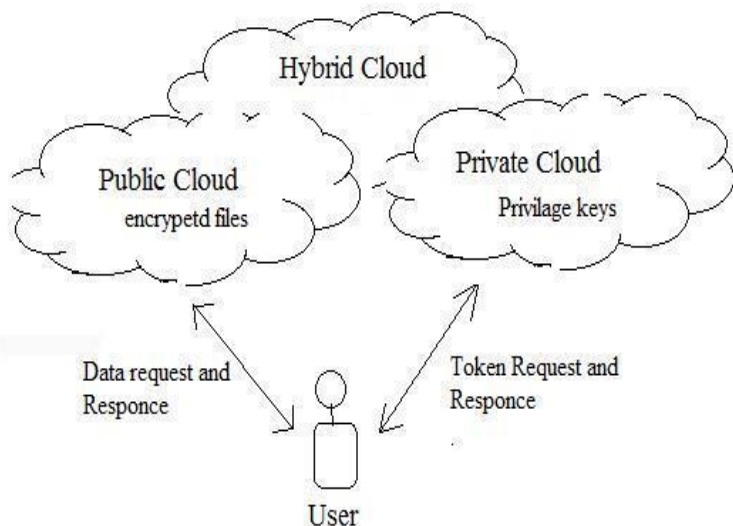 Hybrid Cloud
Public Cloud
encrypetd files
Private Cloud
Privilage keys
Data request and
Responce
Token Request and
Responce
User